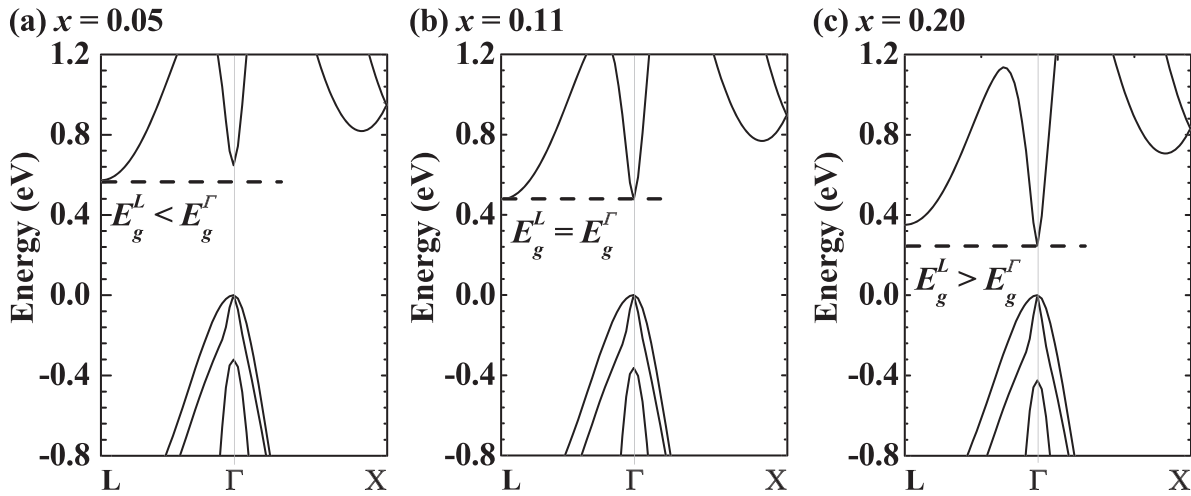 (a) x = 0.05
Energy (eV)
1.2
0.8
0.4
0.0
-0.4
-0.8
E_g^L < E_g^Γ
L Γ X
(b) x = 0.11
Energy (eV)
1.2
0.8
0.4
0.0
-0.4
-0.8
E_g^L = E_g^Γ
L Γ X
(c) x = 0.20
Energy (eV)
1.2
0.8
0.4
0.0
-0.4
-0.8
E_g^L > E_g^Γ
L Γ X